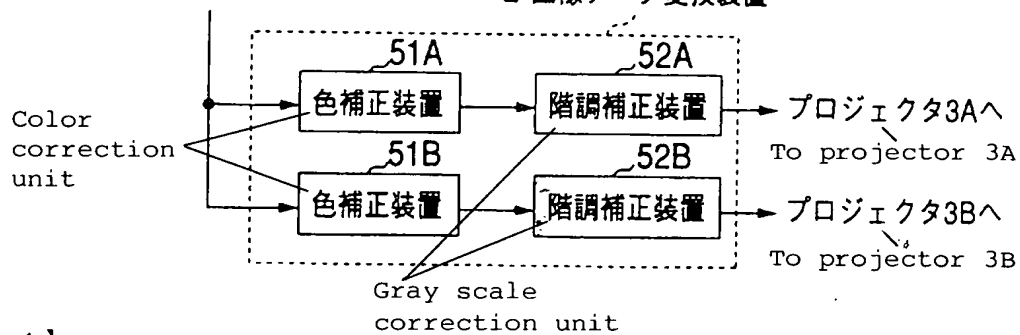 51A
52A
色補正装置
階調補正装置
プロジェクタ3Aへ
Color
correction
unit
To projector 3A
51B
52B
色補正装置
階調補正装置
プロジェクタ3Bへ
To projector 3B
Gray scale
correction unit